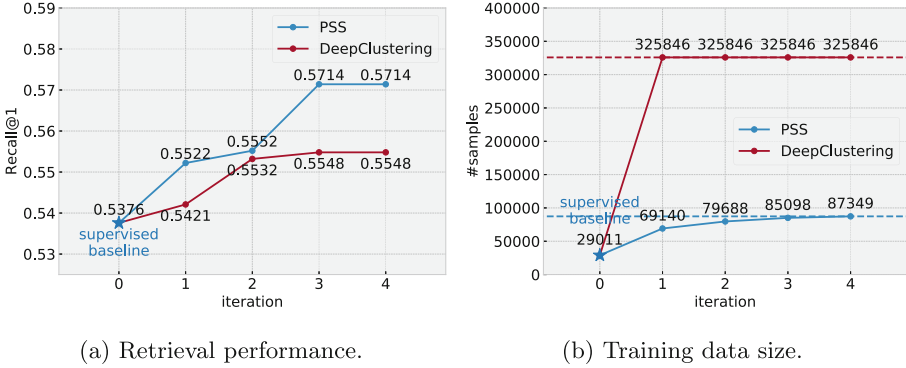 0.59
0.57
0.56
0.55
0.54
0.53
Recall@1
PSS
DeepClustering
0.5714 0.5714
0.5522 0.5552
0.5532 0.5548 0.5548
0.5376 0.5421
supervised
baseline
0 1 2 3 4
iteration
(a) Retrieval performance.
400000
350000
300000
250000
200000
150000
100000
50000
0
#samples
325846 325846 325846 325846
PSS
DeepClustering
supervised
baseline
29011
69140 79688 85098 87349
0 1 2 3 4
iteration
(b) Training data size.